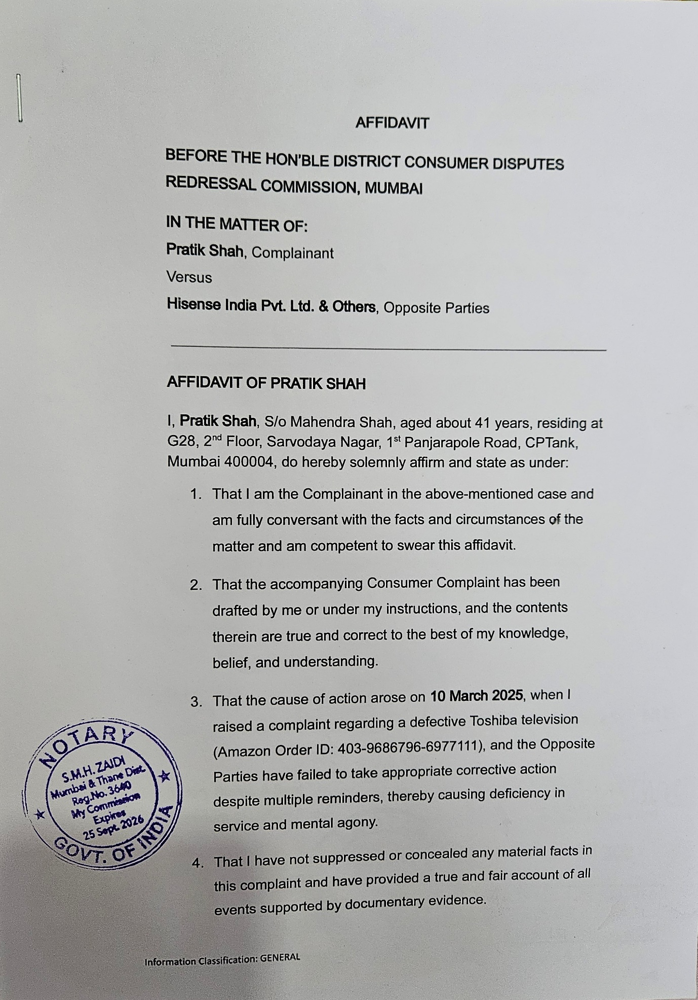 AFFIDAVIT
BEFORE THE HON'BLE DISTRICT CONSUMER DISPUTES
REDRESSAL COMMISSION, MUMBAI
IN THE MATTER OF:
Pratik Shah, Complainant
Versus
Hisense India Pvt. Ltd. & Others, Opposite Parties
AFFIDAVIT OF PRATIK SHAH
I, Pratik Shah, S/o Mahendra Shah, aged about 41 years, residing at
G28, 2nd Floor, Sarvodaya Nagar, 1st Panjarapole Road, CPTank,
Mumbai 400004, do hereby solemnly affirm and state as under:
1. That I am the Complainant in the above-mentioned case and
am fully conversant with the facts and circumstances of the
matter and am competent to swear this affidavit.
2. That the accompanying Consumer Complaint has been
drafted by me or under my instructions, and the contents
therein are true and correct to the best of my knowledge,
belief, and understanding.
3. That the cause of action arose on 10 March 2025, when I
raised a complaint regarding a defective Toshiba television
(Amazon Order ID: 403-9686796-6977111), and the Opposite
Parties have failed to take appropriate corrective action
despite multiple reminders, thereby causing deficiency in
service and mental agony.
4. That I have not suppressed or concealed any material facts in
this complaint and have provided a true and fair account of all
events supported by documentary evidence.
NOTARY
S.M.H. ZAIDI
Mumbai & Thane Dist.
Reg.No. 3640
My Commission
Expires
25 Sept. 2026
GOVT. OF INDIA
Information Classification: GENERAL